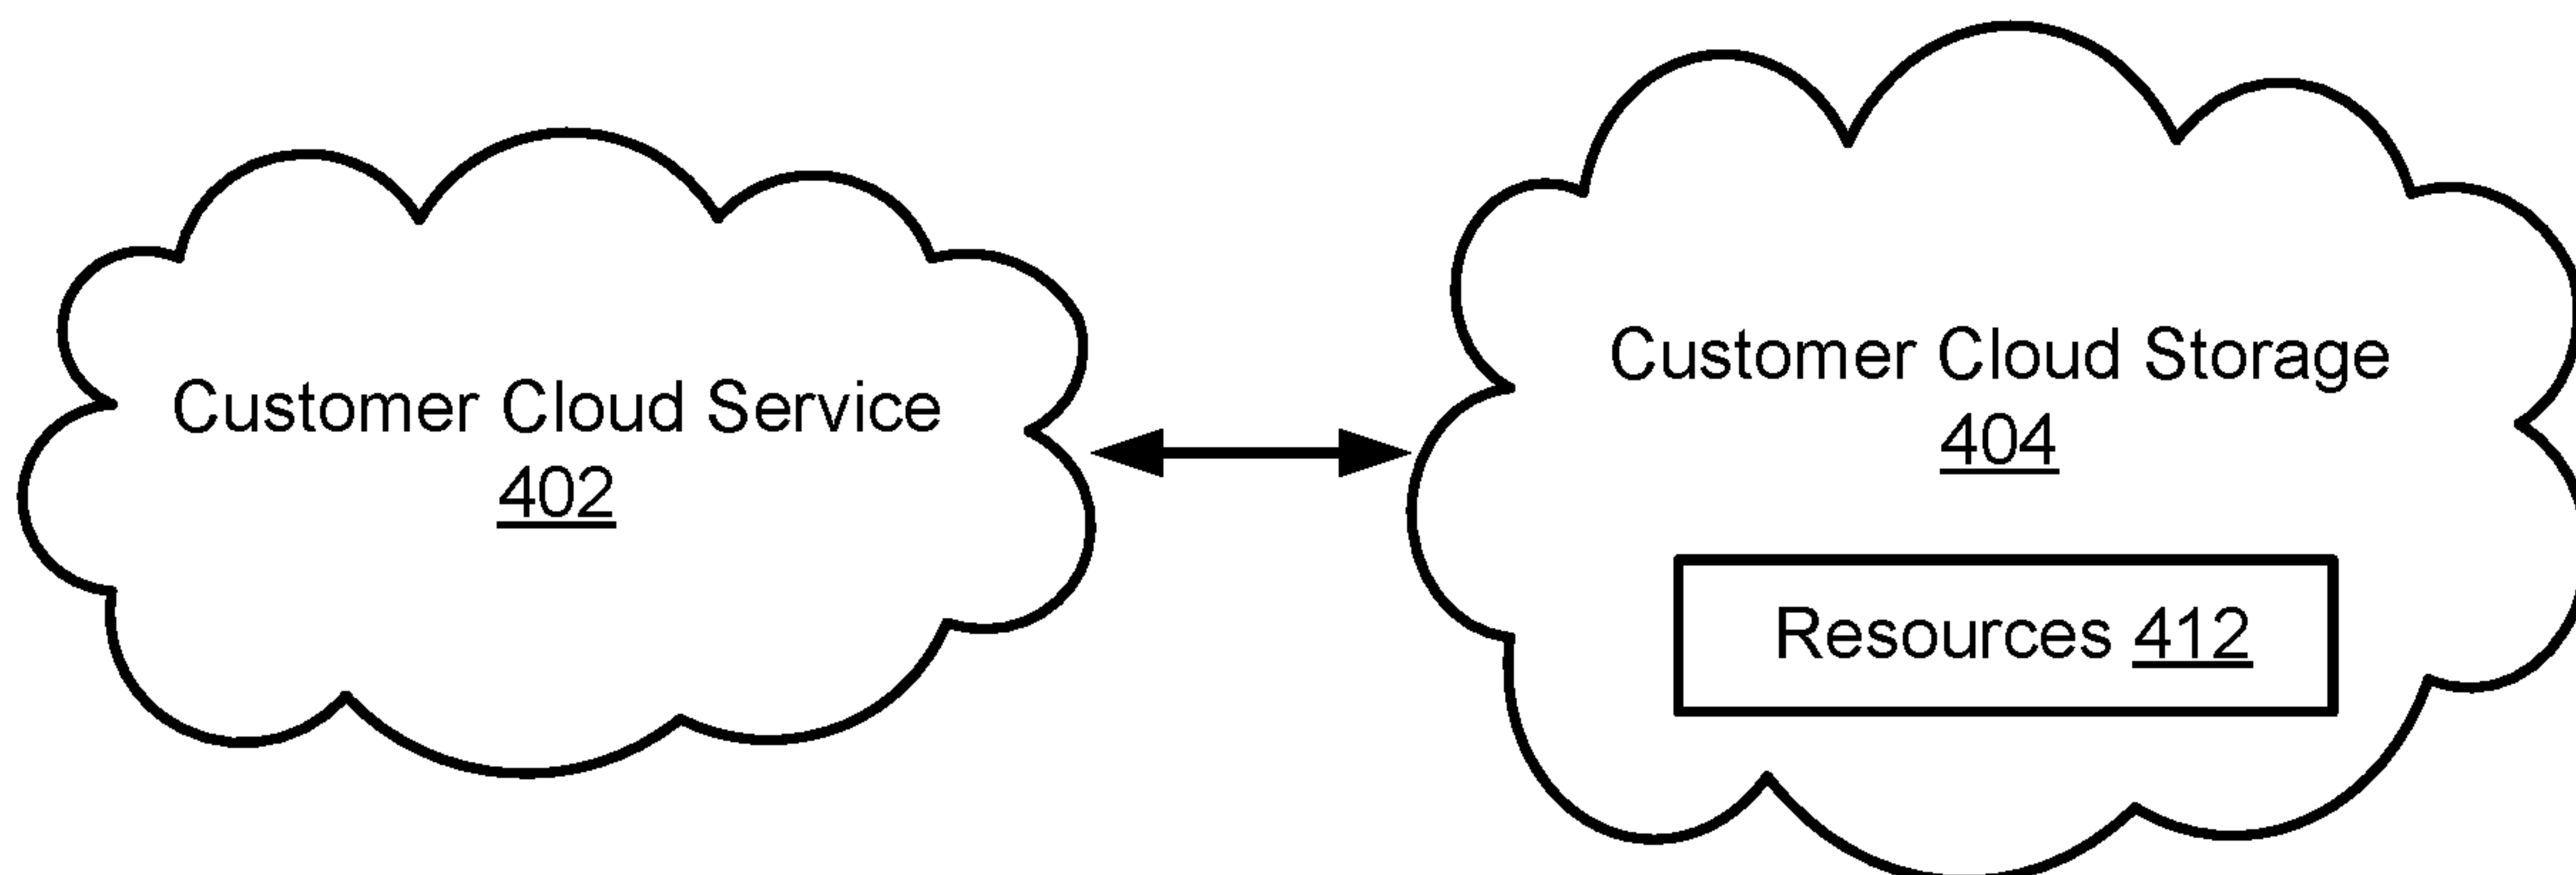 Customer Cloud Service
402
Customer Cloud Storage
404
Resources 412